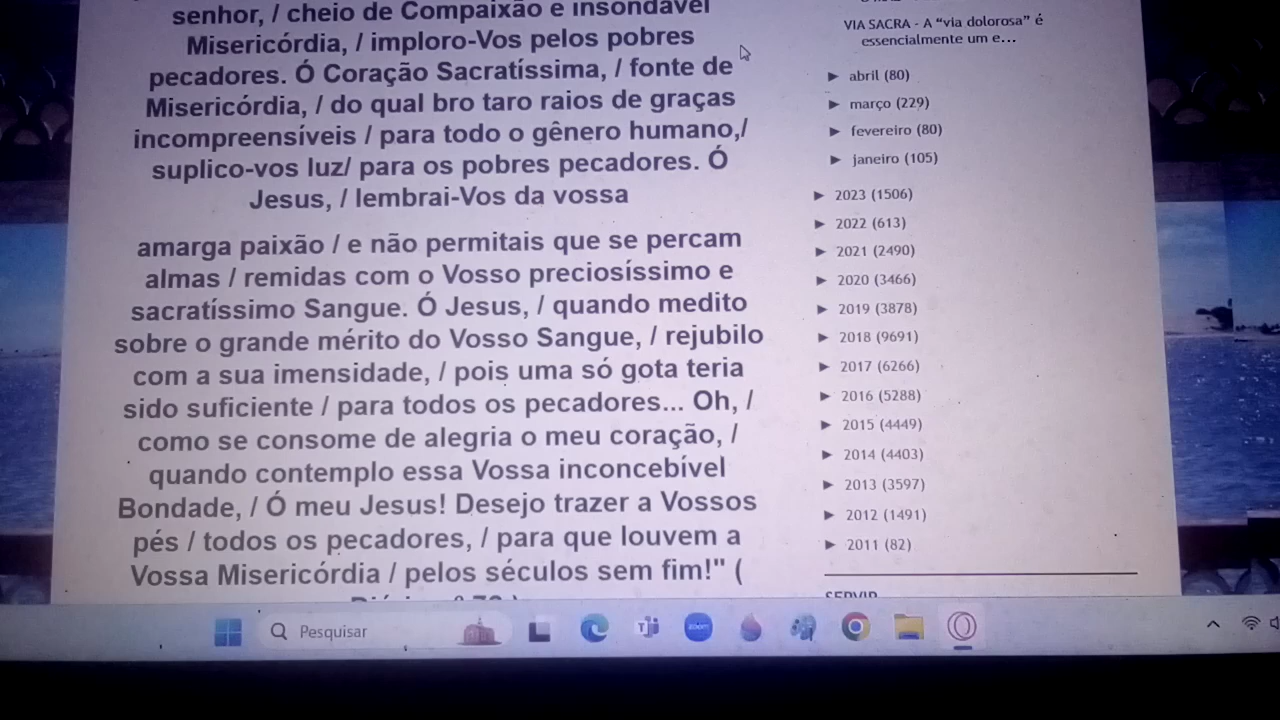 senhor, / cheio de Compaixão e insondável
Misericórdia, / imploro-Vos pelos pobres
pecadores. Ó Coração Sacratíssima, / fonte de
Misericórdia, / do qual bro taro raios de graças
incompreensíveis / para todo o gênero humano,/
suplico-vos luz/ para os pobres pecadores. Ó
Jesus, / lembrai-Vos da vossa
amarga paixão / e não permitais que se percam
almas / remidas com o Vosso preciosíssimo e
sacratíssimo Sangue. Ó Jesus, / quando medito
sobre o grande mérito do Vosso Sangue, / rejubilo
com a sua imensidade, / pois uma só gota teria
sido suficiente / para todos os pecadores... Oh, /
como se consome de alegria o meu coração, /
quando contemplo essa Vossa inconcebível
Bondade, / Ó meu Jesus! Desejo trazer a Vossos
pés / todos os pecadores, / para que louvem a
Vossa Misericórdia / pelos séculos sem fim!" (
VIA SACRA - A “via dolorosa” é
essencialmente um e...
► abril (80)
► março (229)
► fevereiro (80)
► janeiro (105)
► 2023 (1506)
► 2022 (613)
► 2021 (2490)
► 2020 (3466)
► 2019 (3878)
► 2018 (9691)
► 2017 (6266)
► 2016 (5288)
► 2015 (4449)
► 2014 (4403)
► 2013 (3597)
► 2012 (1491)
► 2011 (82)
SERVIR
Pesquisar
zoom